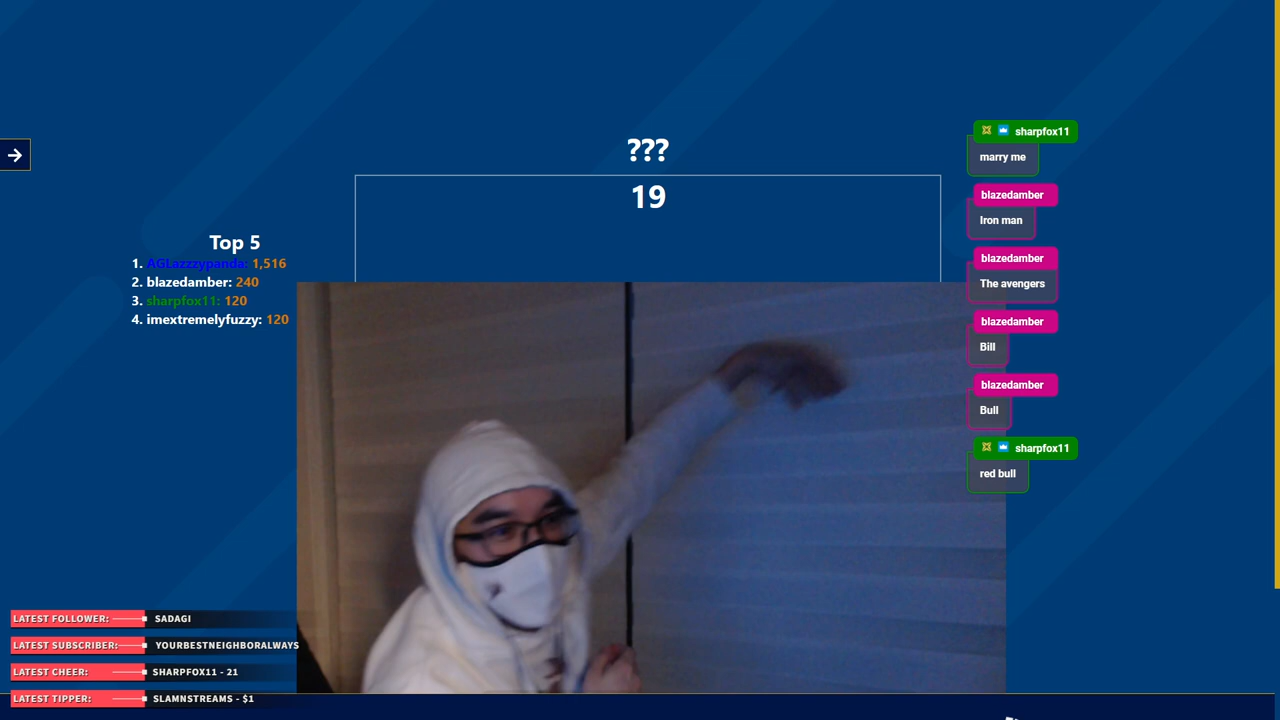 ???
19
Top 5
1. AGLazzzypanda: 1,516
2. blazedamber: 240
3. sharpfox11: 120
4. imextremelyfuzzy: 120
sharpfox11
marry me
blazedamber
Iron man
blazedamber
The avengers
blazedamber
Bill
blazedamber
Bull
sharpfox11
red bull
LATEST FOLLOWER: SADAGI
LATEST SUBSCRIBER: YOURBESTNEIGHBORALWAYS
LATEST CHEER: SHARPFOX11 - 21
LATEST TIPPER: SLAMNSTREAMS - $1